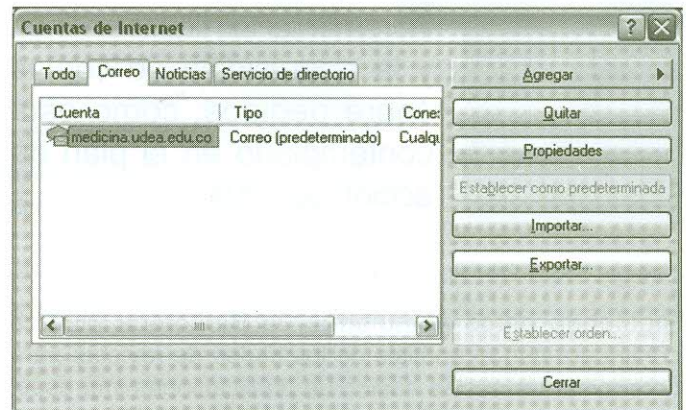 Cuentas de Internet
Todo Correo Noticias Servicio de directorio
Cuenta Tipo Cone:
medicina.udea.edu.co Correo (predeterminado) Cualqu
Agregar
Quitar
Propiedades
Establecer como predeterminada
Importar...
Exportar...
Establecer orden...
Cerrar